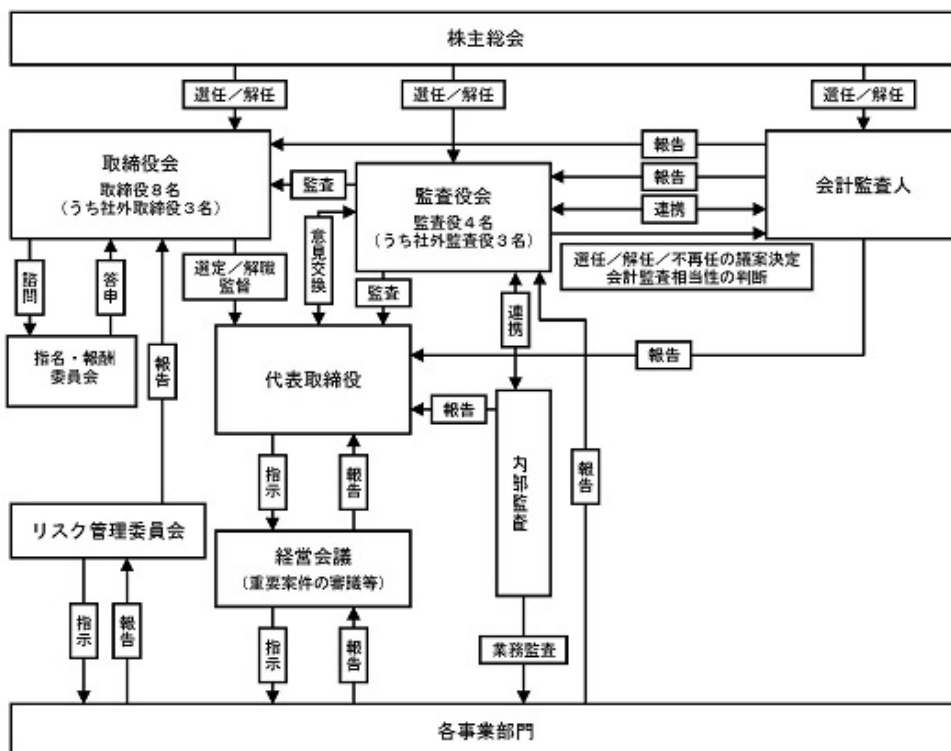 株主総会
選任／解任
選任／解任
選任／解任
取締役会
取締役８名
（うち社外取締役３名）
報告
会計監査人
監査
監査役会
監査役４名
（うち社外監査役３名）
報告
連携
選任／解任／不再任の議案決定
会計監査相当性の判断
諮問
答申
選定／解職
監督
意見交換
監査
連携
指名・報酬
委員会
報告
代表取締役
報告
報告
内部監査
報告
指示
報告
リスク管理委員会
経営会議
（重要案件の審議等）
指示
報告
指示
報告
業務監査
各事業部門